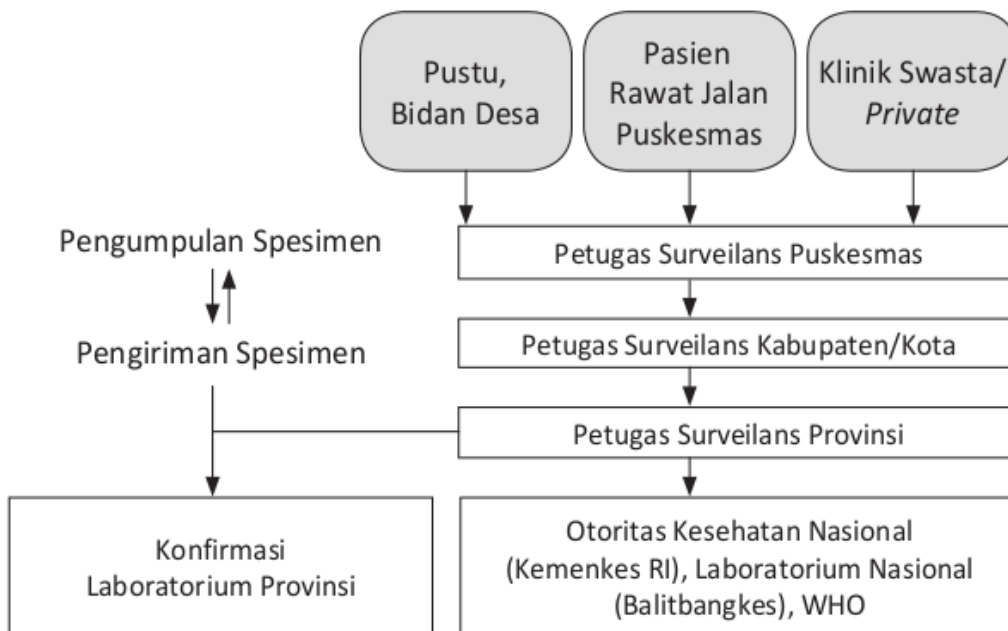 Pustu,
Bidan Desa
Pasien
Rawat Jalan
Puskesmas
Klinik Swasta/
Private
Pengumpulan Spesimen
Petugas Surveilans Puskesmas
Pengiriman Spesimen
Petugas Surveilans Kabupaten/Kota
Petugas Surveilans Provinsi
Konfirmasi
Laboratorium Provinsi
Otoritas Kesehatan Nasional
(Kemenkes RI), Laboratorium Nasional
(Balitbangkes), WHO